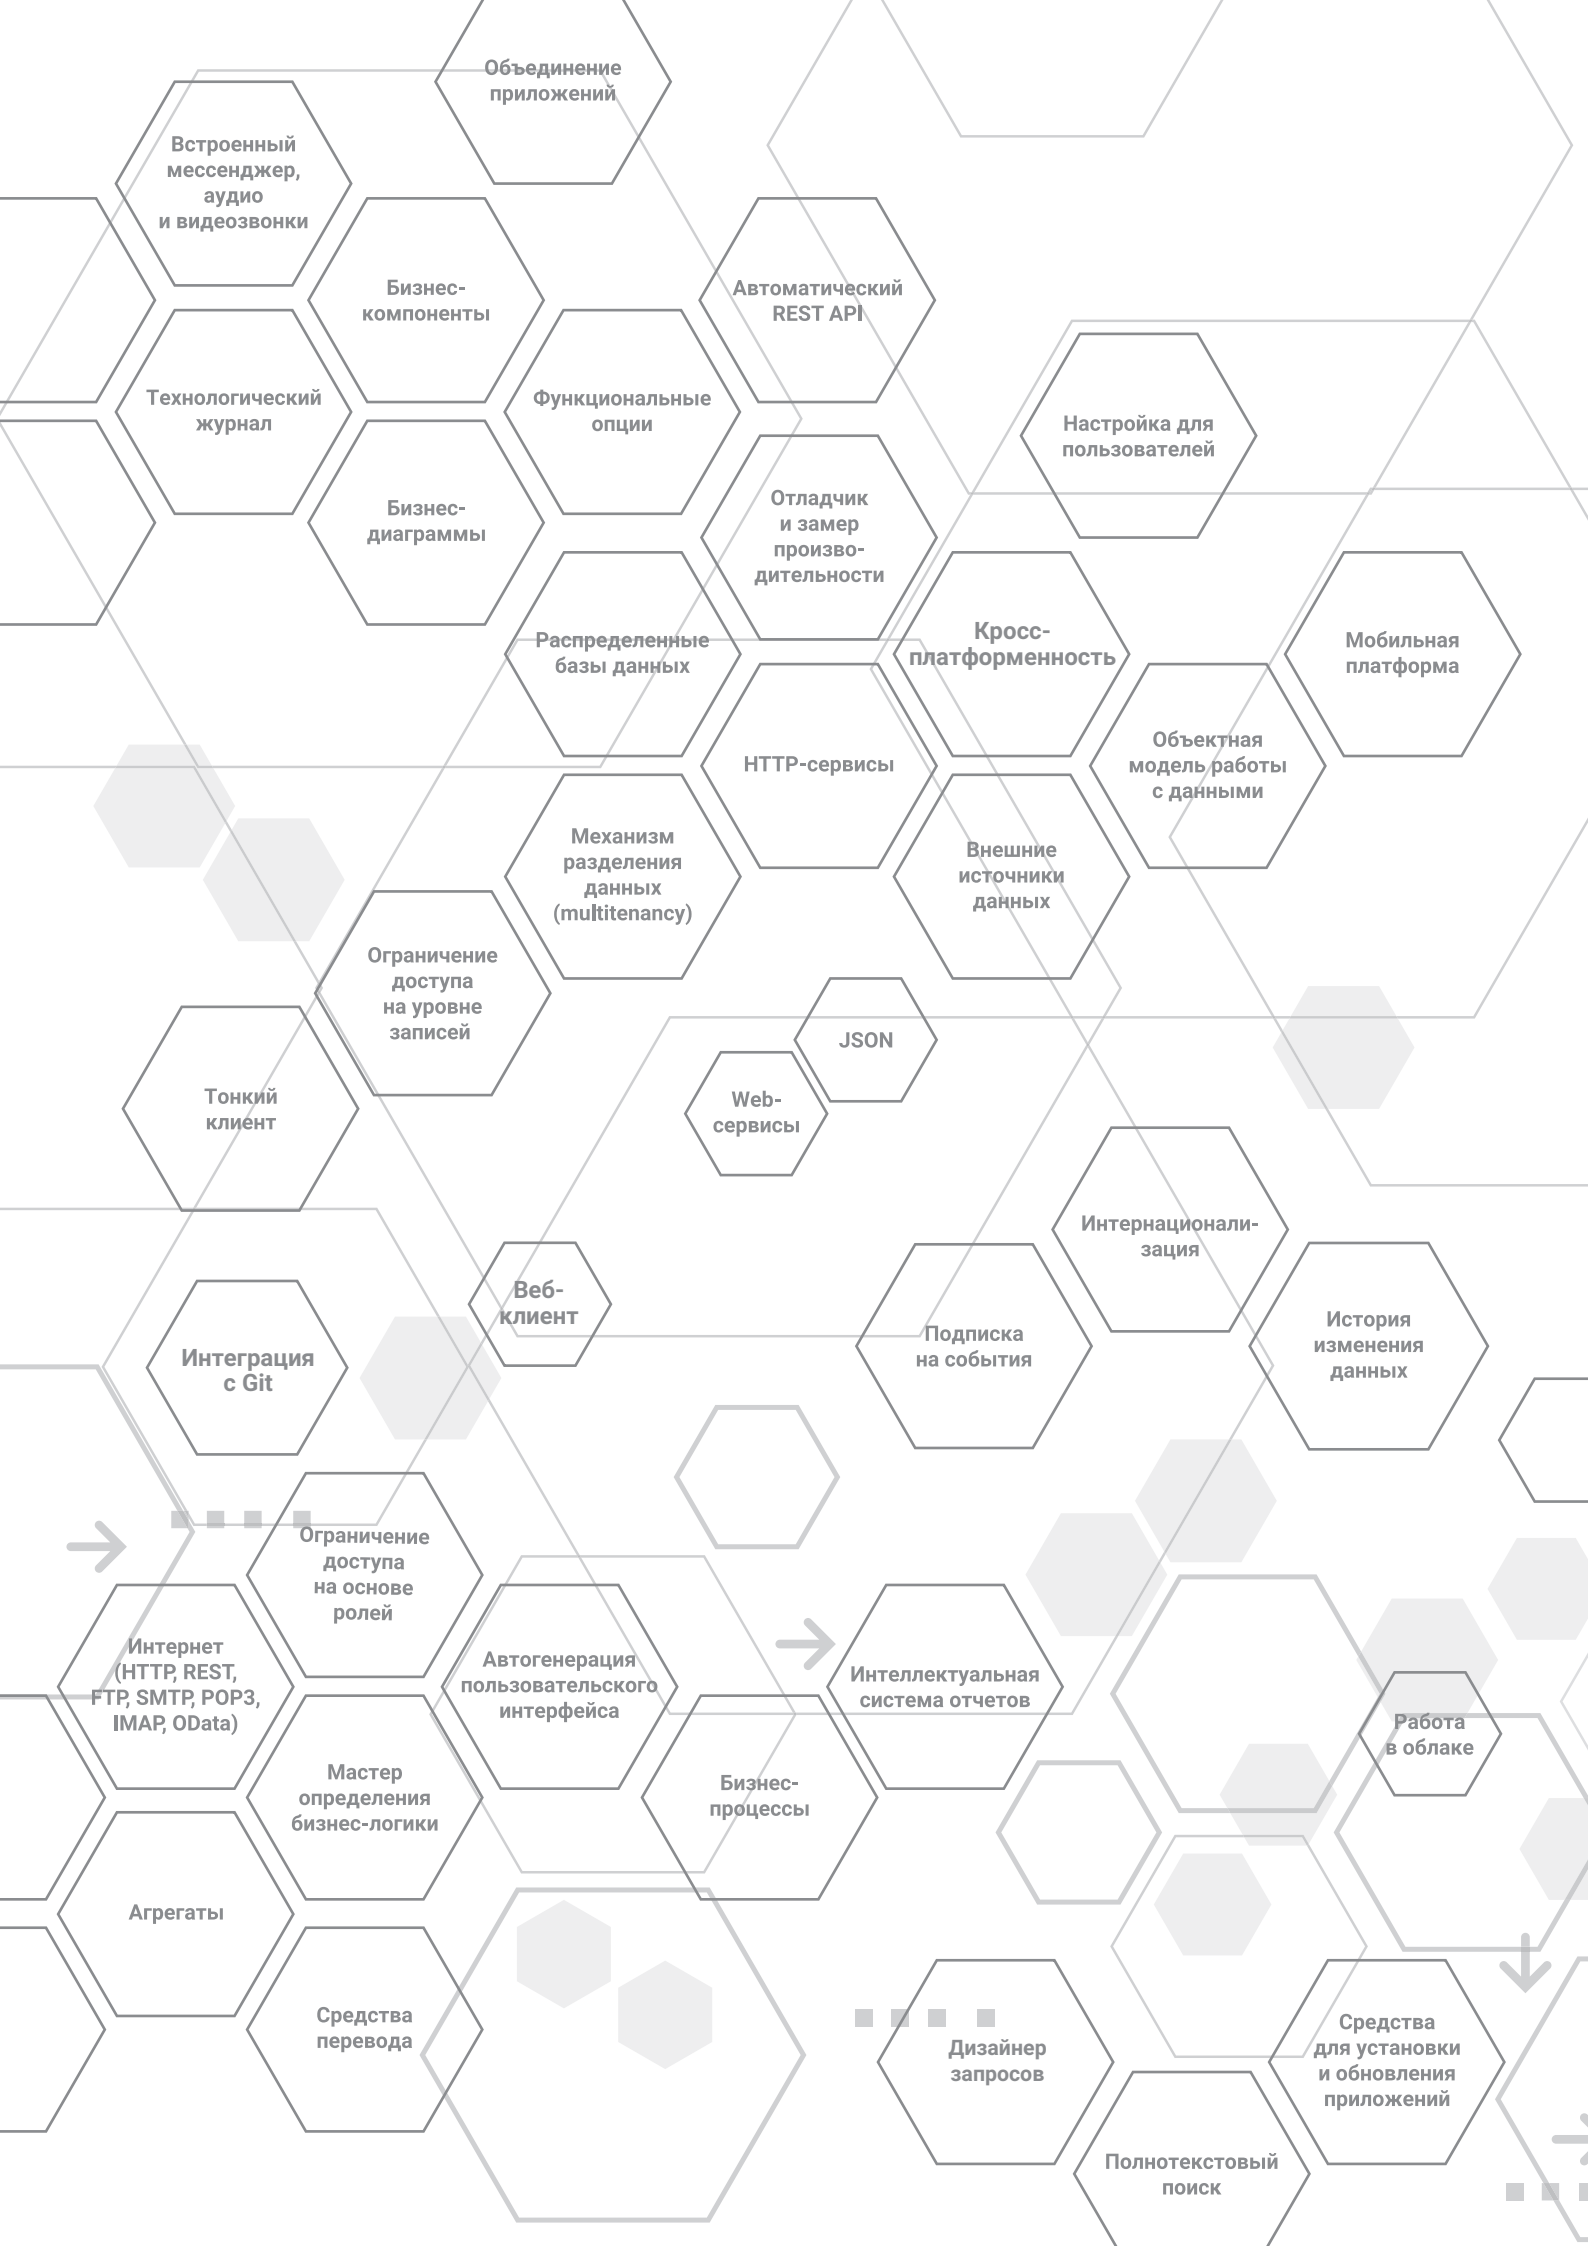 Объединение
приложений
Встроенный
мессенджер,
аудио
и видеозвонки
Бизнес-
компоненты
Автоматический
REST API
Технологический
журнал
Функциональные
опции
Настройка для
пользователей
Бизнес-
диаграммы
Отладчик
и замер
произво-
дительности
Распределенные
базы данных
Кросс-
платформенность
Мобильная
платформа
HTTP-сервисы
Объектная
модель работы
с данными
Механизм
разделения
данных
(multitenancy)
Внешние
источники
данных
Ограничение
доступа
на уровне
записей
JSON
Тонкий
клиент
Web-
сервисы
Интернационали-
зация
Веб-
клиент
Подписка
на события
История
изменения
данных
Интеграция
с Git
Ограничение
доступа
на основе
ролей
Интернет
(HTTP, REST,
FTP, SMTP, POP3,
IMAP, OData)
Автогенерация
пользовательского
интерфейса
Интеллектуальная
система отчетов
Работа
в облаке
Мастер
определения
бизнес-логики
Бизнес-
процессы
Агрегаты
Средства
перевода
Дизайнер
запросов
Средства
для установки
и обновления
приложений
Полнотекстовый
поиск